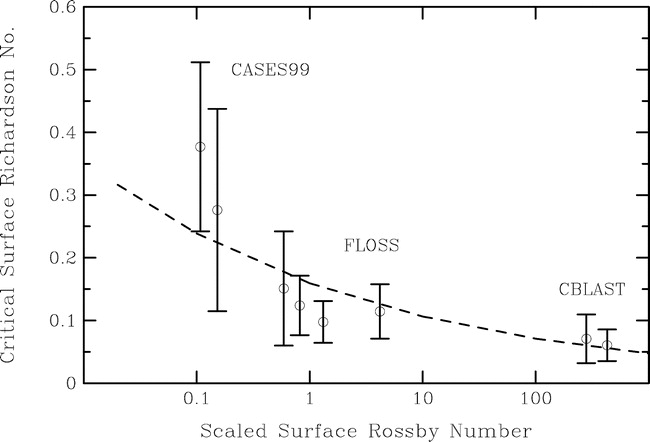 0.6
0.5
0.4
0.3
0.2
0.1
0
Critical Surface Richardson No.
CASES99
FLOSS
CBLAST
0.1
1
10
100
Scaled Surface Rossby Number